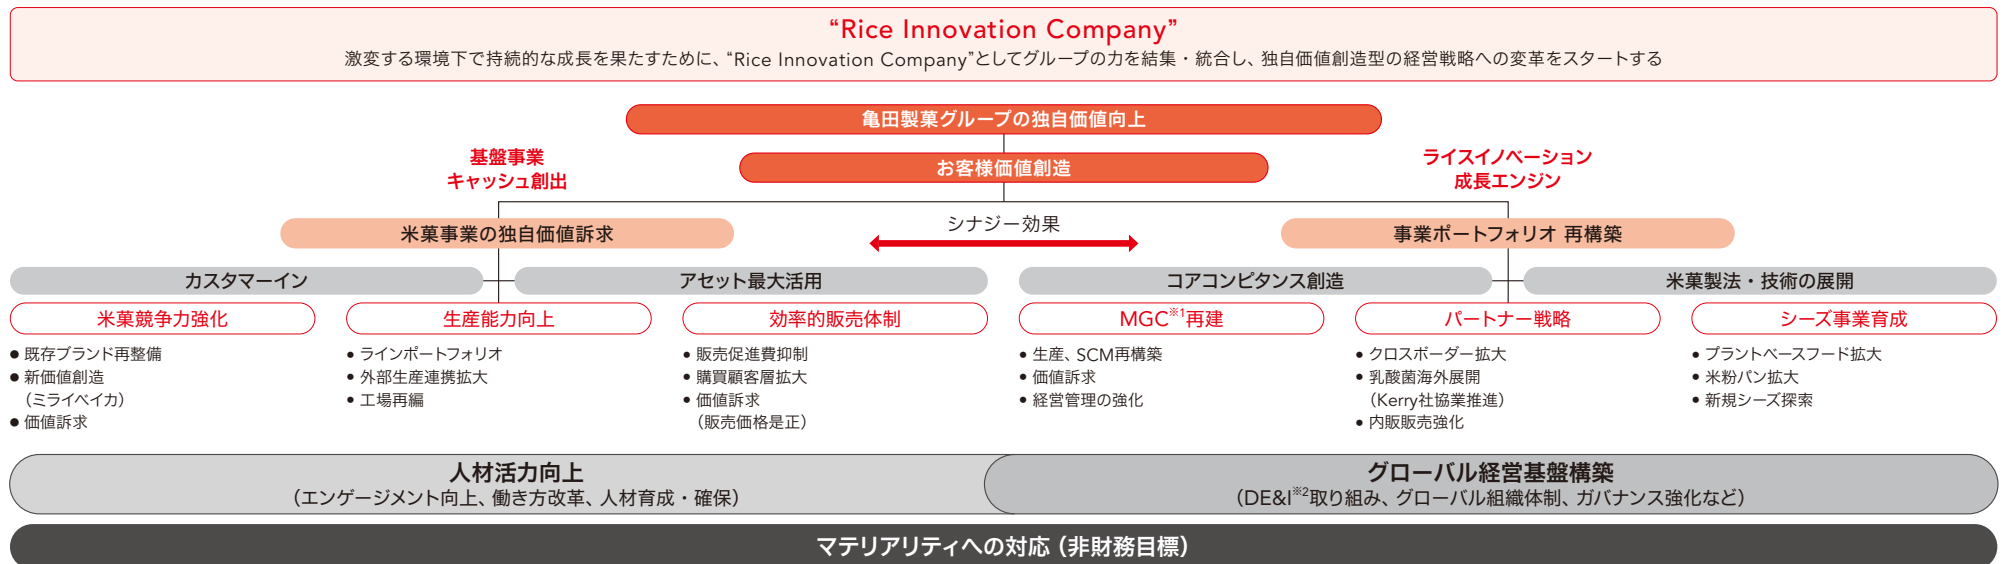 “Rice Innovation Company”
激変する環境下で持続的な成長を果たすために、“Rice Innovation Company”としてグループの力を結集・統合し、独自価値創造型の経営戦略への変革をスタートする
亀田製菓グループの独自価値向上
お客様価値創造
基盤事業
キャッシュ創出
ライスイノベーション
成長エンジン
米菓事業の独自価値訴求
シナジー効果
事業ポートフォリオ 再構築
カスタマーイン
アセット最大活用
コアコンピタンス創造
米菓製法・技術の展開
米菓競争力強化
● 既存ブランド再整備
● 新価値創造
（ミライベイカ）
● 価値訴求
生産能力向上
● ラインポートフォリオ
● 外部生産連携拡大
● 工場再編
効率的販売体制
● 販売促進費抑制
● 購買顧客層拡大
● 価値訴求
（販売価格是正）
MGC※1再建
● 生産、SCM再構築
● 価値訴求
● 経営管理の強化
パートナー戦略
● クロスボーダー拡大
● 乳酸菌海外展開
（Kerry社協業推進）
● 内販販売強化
シーズ事業育成
● プラントベースフード拡大
● 米粉パン拡大
● 新規シーズ探索
人材活力向上
（エンゲージメント向上、働き方改革、人材育成・確保）
グローバル経営基盤構築
（DE&I※2取り組み、グローバル組織体制、ガバナンス強化など）
マテリアリティへの対応（非財務目標）